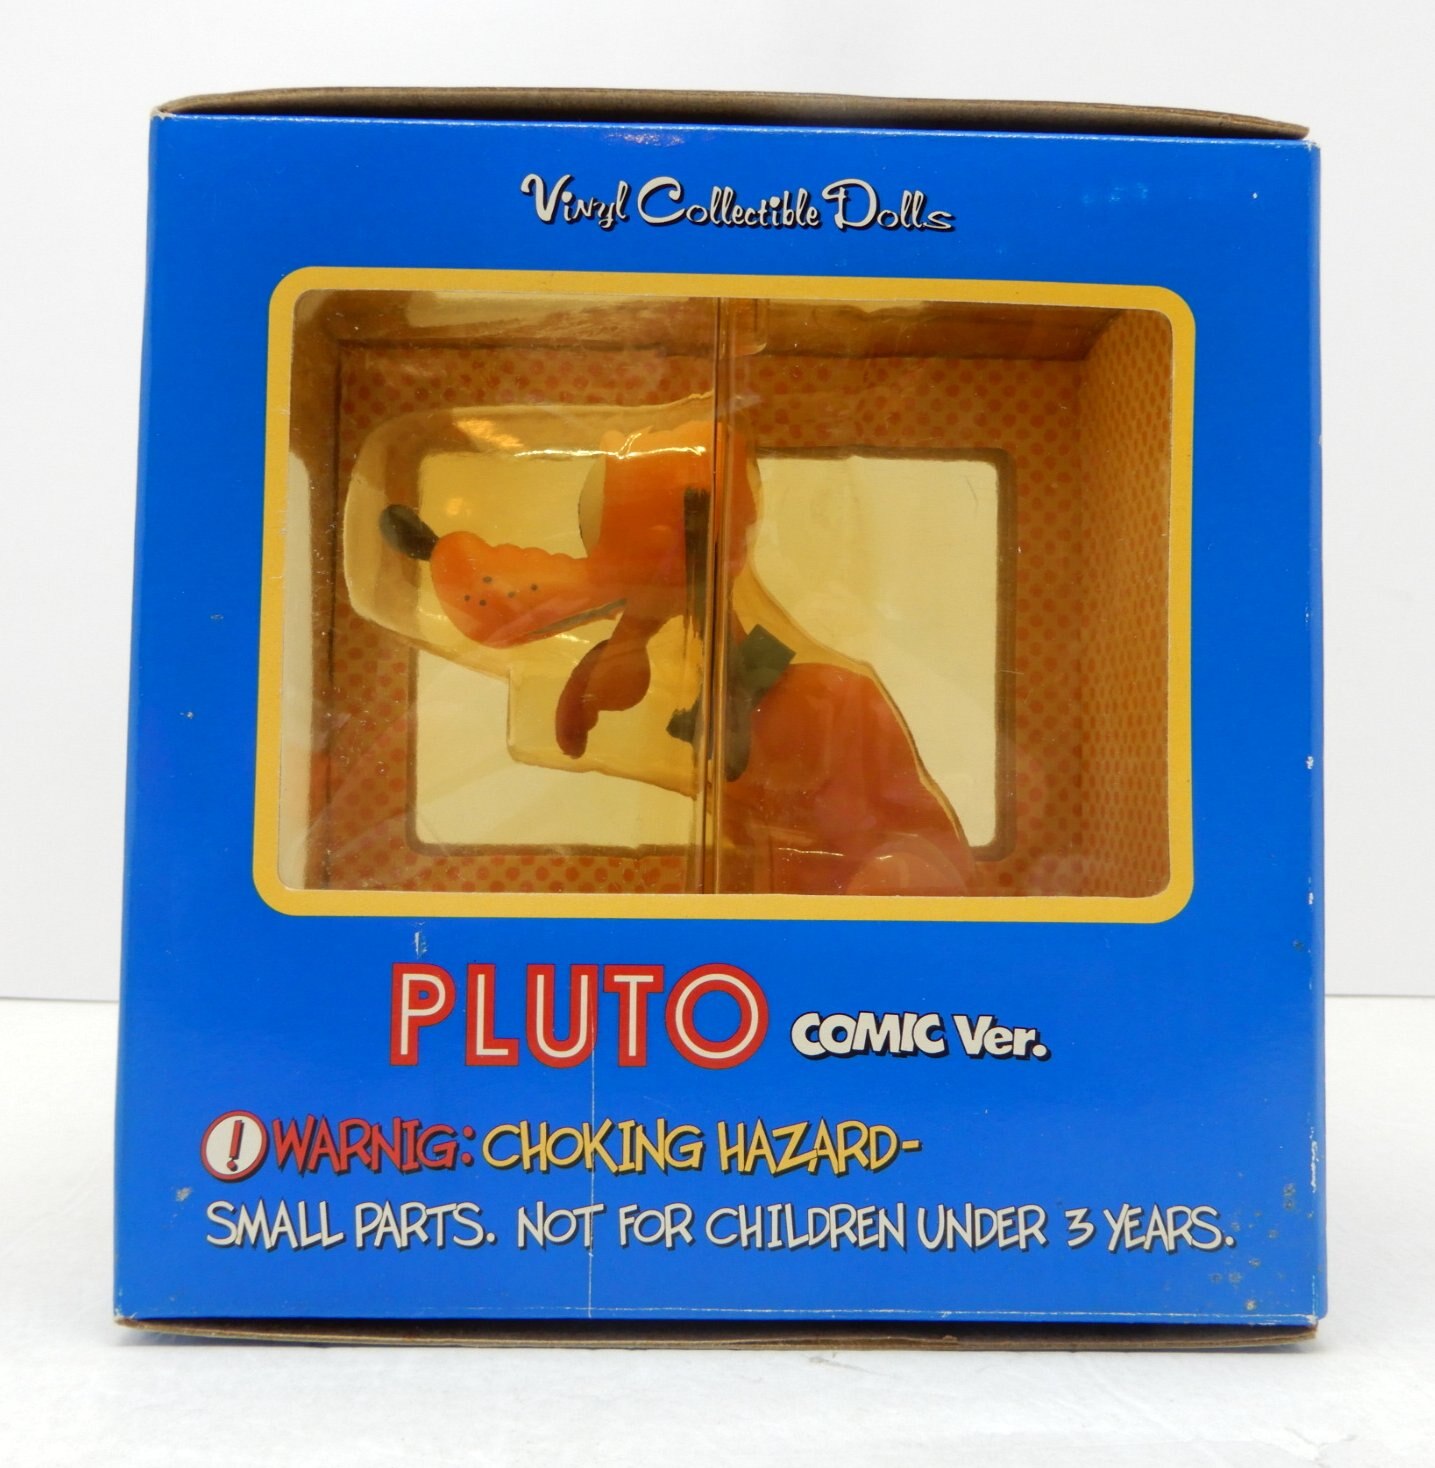 Vinyl Collectible Dolls
PLUTO COMIC Ver.
! WARNIG: CHOKING HAZARD-
SMALL PARTS. NOT FOR CHILDREN UNDER 3 YEARS.